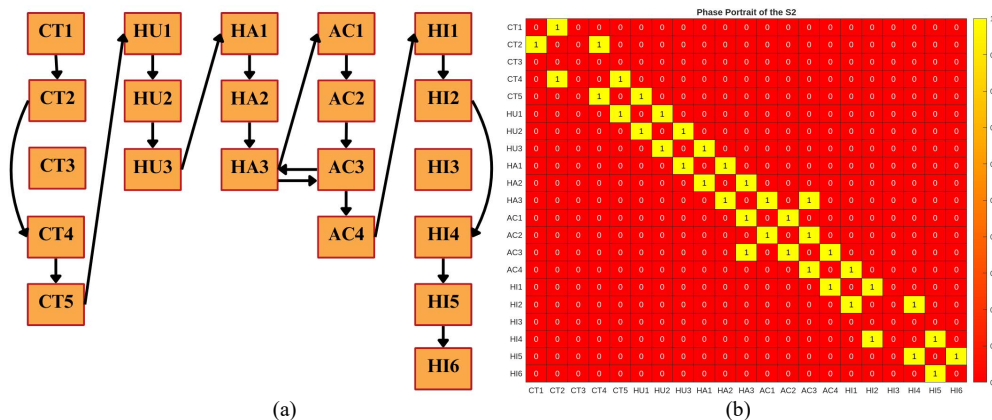 CT1 HU1 HA1 AC1 HI1
CT2 HU2 HA2 AC2 HI2
CT3 HU3 HA3 AC3 HI3
CT4 AC4 HI4
CT5 HI5
HI6
(a)
Phase Portrait of the S2
CT1 0 1 0 0 0 0 0 0 0 0 0 0 0 0 0 0 0 0 0 0 0
CT2 1 0 0 1 0 0 0 0 0 0 0 0 0 0 0 0 0 0 0 0 0
CT3 0 0 0 0 0 0 0 0 0 0 0 0 0 0 0 0 0 0 0 0 0
CT4 0 1 0 0 1 0 0 0 0 0 0 0 0 0 0 0 0 0 0 0 0
CT5 0 0 0 1 0 1 0 0 0 0 0 0 0 0 0 0 0 0 0 0 0
HU1 0 0 0 0 1 0 1 0 0 0 0 0 0 0 0 0 0 0 0 0 0
HU2 0 0 0 0 0 1 0 1 0 0 0 0 0 0 0 0 0 0 0 0 0
HU3 0 0 0 0 0 0 1 0 1 0 0 0 0 0 0 0 0 0 0 0 0
HA1 0 0 0 0 0 0 0 1 0 1 0 0 0 0 0 0 0 0 0 0 0
HA2 0 0 0 0 0 0 0 0 1 0 1 0 0 0 0 0 0 0 0 0 0
HA3 0 0 0 0 0 0 0 0 0 1 0 1 0 1 0 0 0 0 0 0 0
AC1 0 0 0 0 0 0 0 0 0 0 1 0 1 0 0 0 0 0 0 0 0
AC2 0 0 0 0 0 0 0 0 0 0 0 1 0 1 0 0 0 0 0 0 0
AC3 0 0 0 0 0 0 0 0 0 0 1 0 1 0 1 0 0 0 0 0 0
AC4 0 0 0 0 0 0 0 0 0 0 0 0 0 1 0 1 0 0 0 0 0
HI1 0 0 0 0 0 0 0 0 0 0 0 0 0 0 1 0 1 0 0 0 0
HI2 0 0 0 0 0 0 0 0 0 0 0 0 0 0 0 1 0 0 1 0 0
HI3 0 0 0 0 0 0 0 0 0 0 0 0 0 0 0 0 0 0 0 0 0
HI4 0 0 0 0 0 0 0 0 0 0 0 0 0 0 0 0 1 0 0 1 0
HI5 0 0 0 0 0 0 0 0 0 0 0 0 0 0 0 0 0 0 1 0 1
HI6 0 0 0 0 0 0 0 0 0 0 0 0 0 0 0 0 0 0 0 1 0
CT1 CT2 CT3 CT4 CT5 HU1 HU2 HU3 HA1 HA2 HA3 AC1 AC2 AC3 AC4 HI1 HI2 HI3 HI4 HI5 HI6
(b)